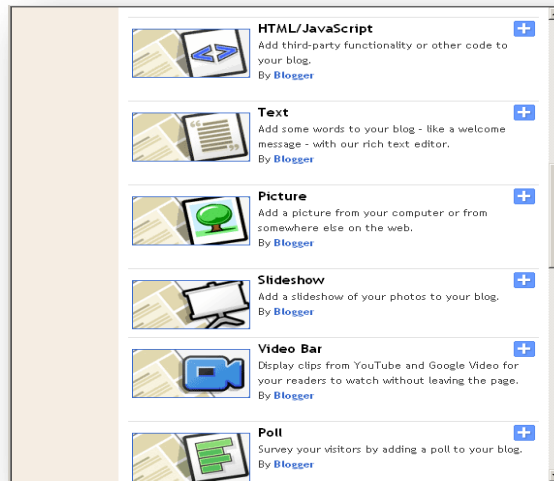 HTML/JavaScript
Add third-party functionality or other code to
your blog.
By Blogger
Text
Add some words to your blog - like a welcome
message - with our rich text editor.
By Blogger
Picture
Add a picture from your computer or from
somewhere else on the web.
By Blogger
Slideshow
Add a slideshow of your photos to your blog.
By Blogger
Video Bar
Display clips from YouTube and Google Video for
your readers to watch without leaving the page.
By Blogger
Poll
Survey your visitors by adding a poll to your blog.
By Blogger